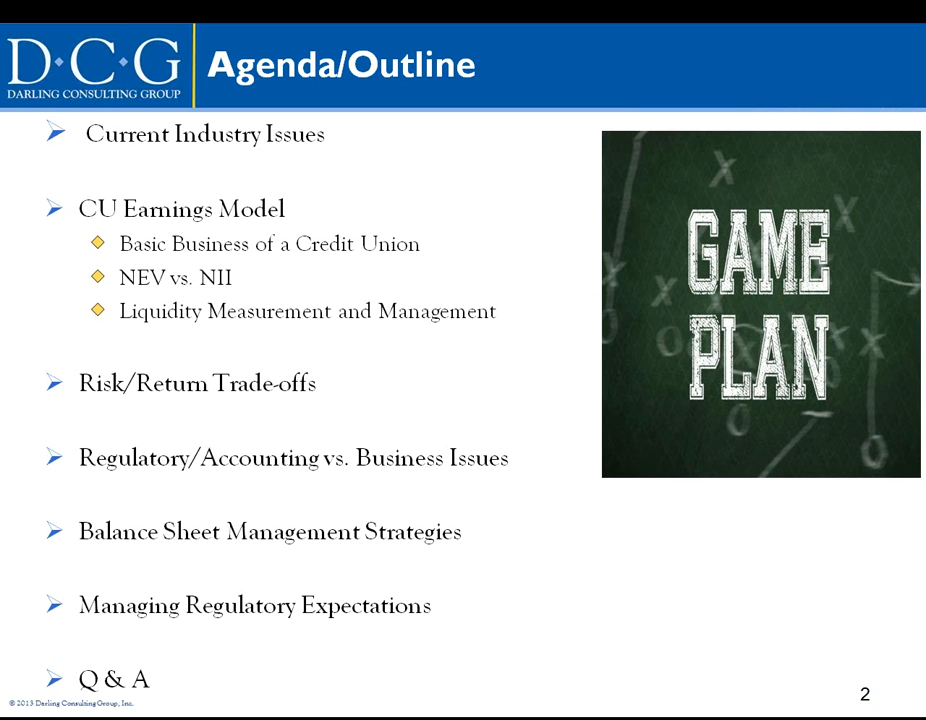 D·C·G
DARLING CONSULTING GROUP
Agenda/Outline
Current Industry Issues
CU Earnings Model
Basic Business of a Credit Union
NEV vs. NII
Liquidity Measurement and Management
Risk/Return Trade-offs
Regulatory/Accounting vs. Business Issues
Balance Sheet Management Strategies
Managing Regulatory Expectations
Q & A
GAME
PLAN
© 2013 Darling Consulting Group, Inc.
2